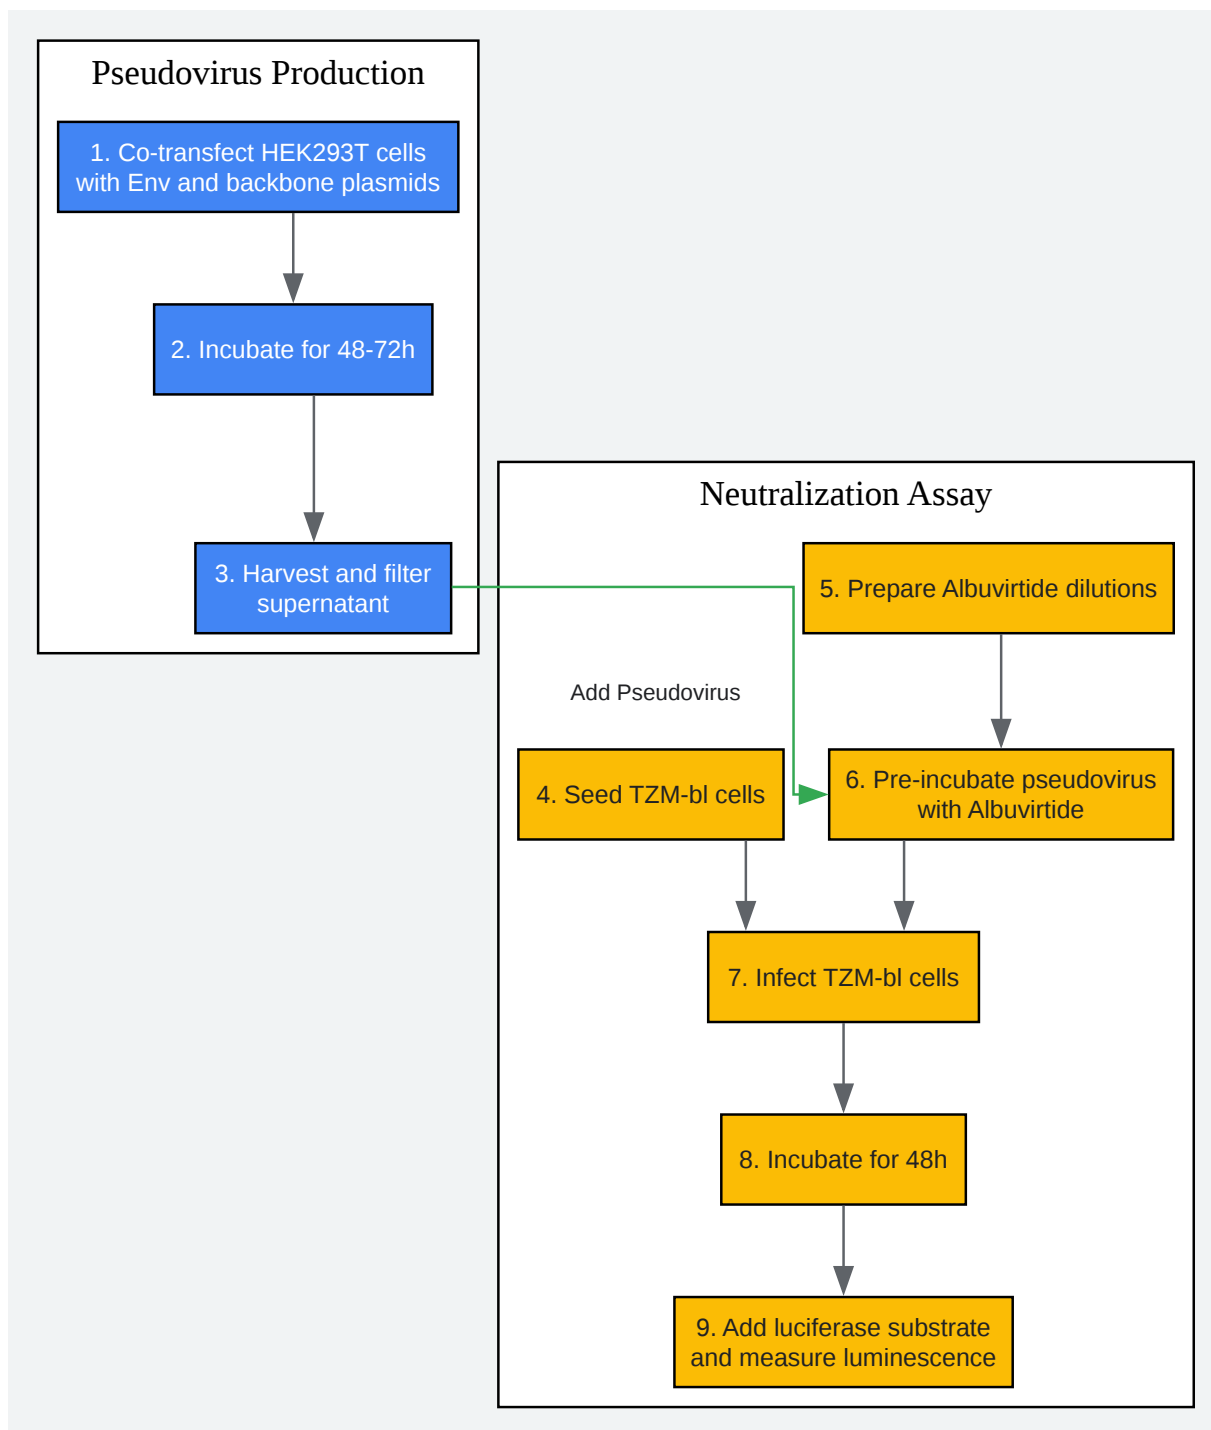 Pseudovirus Production
1. Co-transfect HEK293T cells
with Env and backbone plasmids
2. Incubate for 48-72h
3. Harvest and filter
supernatant
Neutralization Assay
5. Prepare Albuvirtide dilutions
Add Pseudovirus
4. Seed TZM-bl cells
6. Pre-incubate pseudovirus
with Albuvirtide
7. Infect TZM-bl cells
8. Incubate for 48h
9. Add luciferase substrate
and measure luminescence